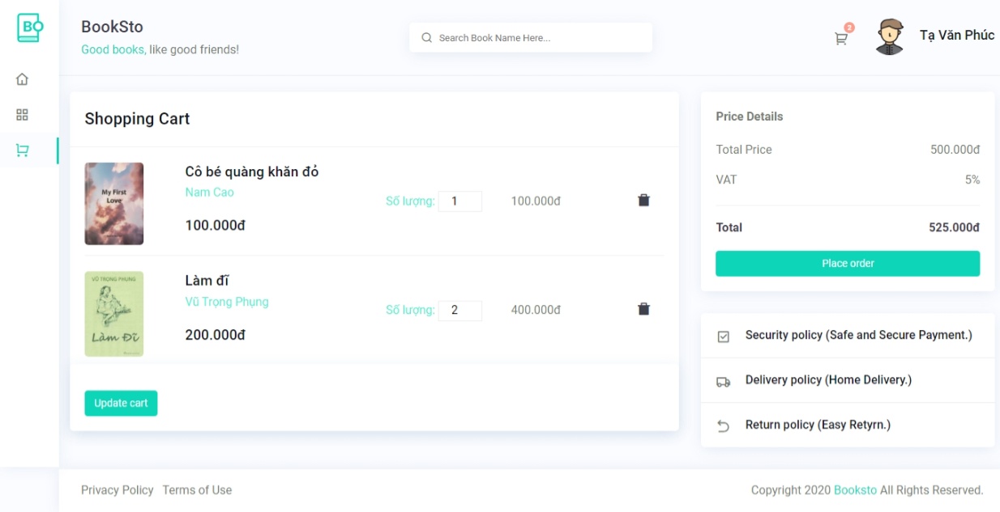 BO
BookSto
Good books, like good friends!
Search Book Name Here...
2
Tạ Văn Phúc
Shopping Cart
My First
Love
Cô bé quàng khăn đỏ
Nam Cao
100.000đ
Số lượng: 1
100.000đ
VŨ TRỌNG PHỤNG
Làm Đĩ
Làm đĩ
Vũ Trọng Phụng
200.000đ
Số lượng: 2
400.000đ
Update cart
Price Details
Total Price 500.000đ
VAT 5%
Total 525.000đ
Place order
Security policy (Safe and Secure Payment.)
Delivery policy (Home Delivery.)
Return policy (Easy Retyrn.)
Privacy Policy Terms of Use
Copyright 2020 Booksto All Rights Reserved.